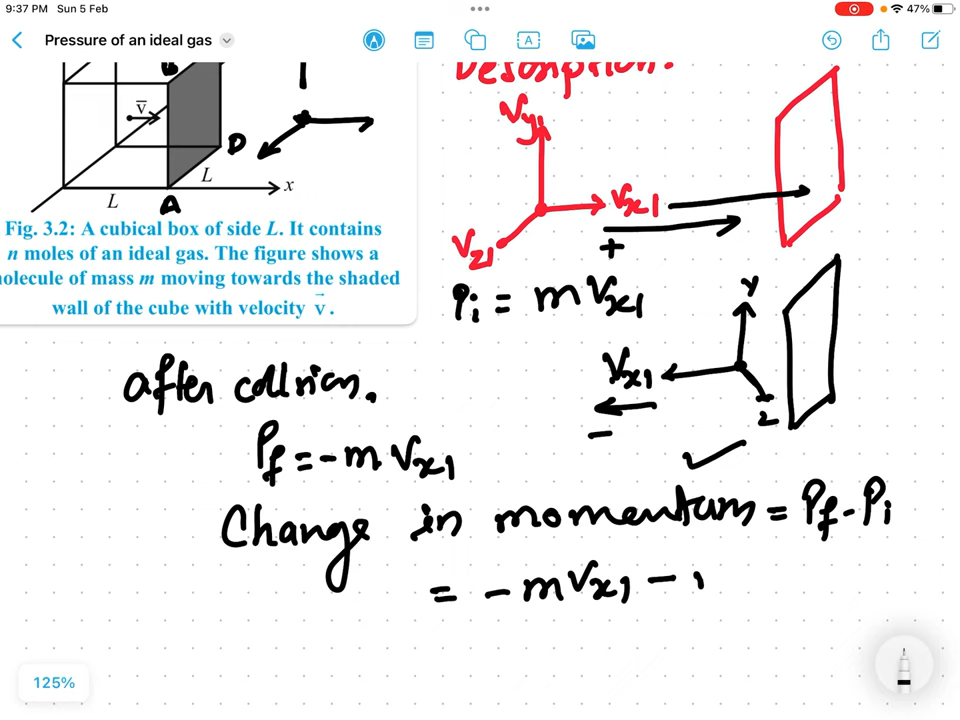 9:37 PM Sun 5 Feb
47%
Pressure of an ideal gas
A
Description.
B
v
D
L
L
x
A
Fig. 3.2: A cubical box of side L. It contains
n moles of an ideal gas. The figure shows a
olecule of mass m moving towards the shaded
wall of the cube with velocity v⃗ .
Vy1
Vx1
Vz1
+
Pi = m Vx1
Y
Vx1
z
–
after collision.
Pf = - m Vx1
Change in momentum = Pf - Pi
= - m Vx1 -
125%